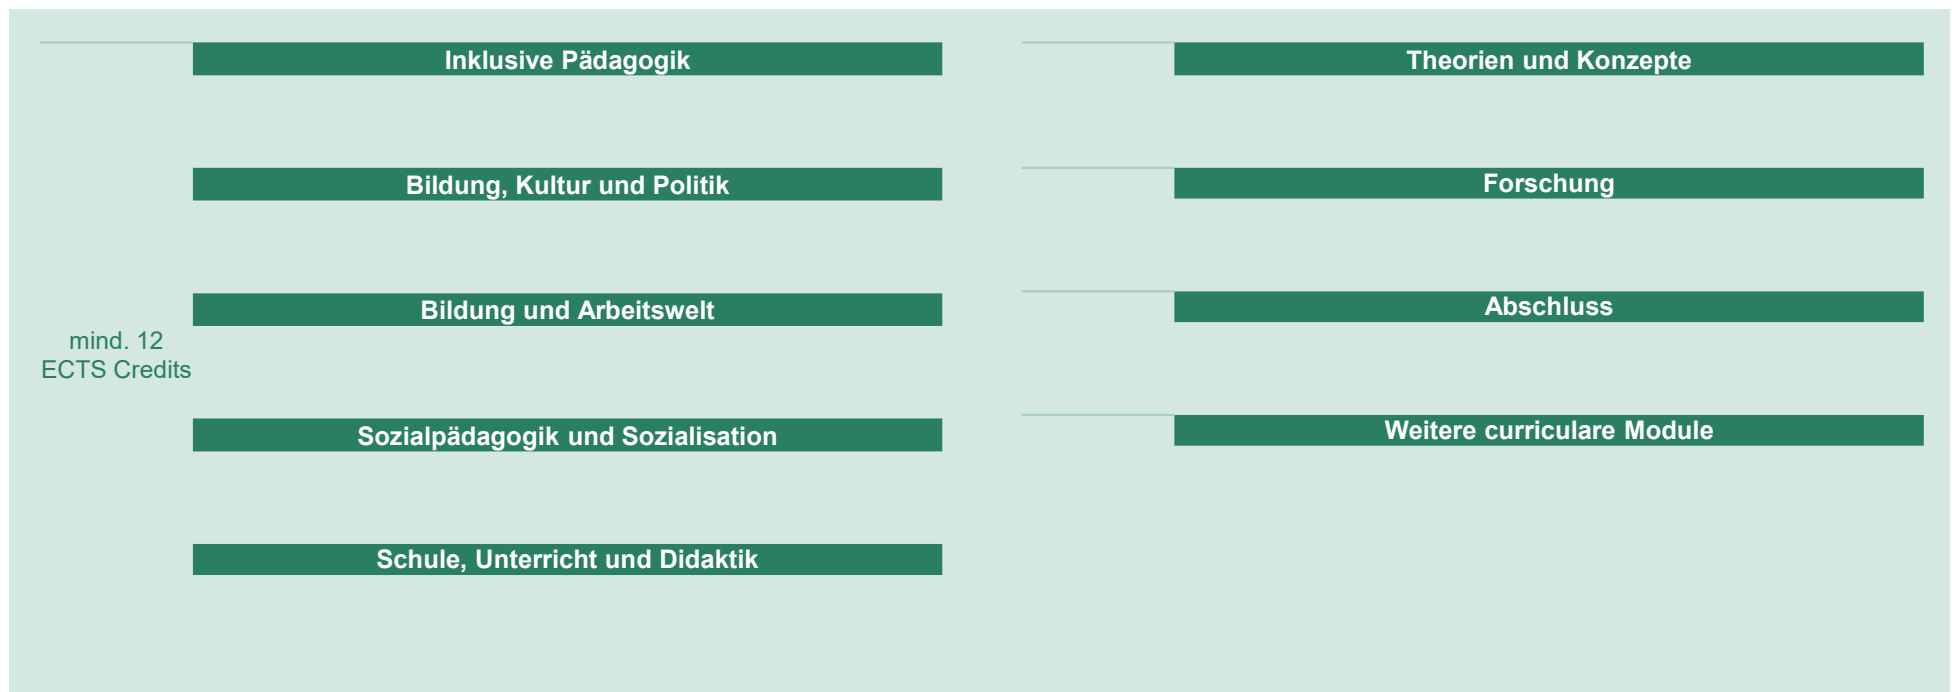 Inklusive Pädagogik
Bildung, Kultur und Politik
Bildung und Arbeitswelt
mind. 12
ECTS Credits
Sozialpädagogik und Sozialisation
Schule, Unterricht und Didaktik
Theorien und Konzepte
Forschung
Abschluss
Weitere curriculare Module